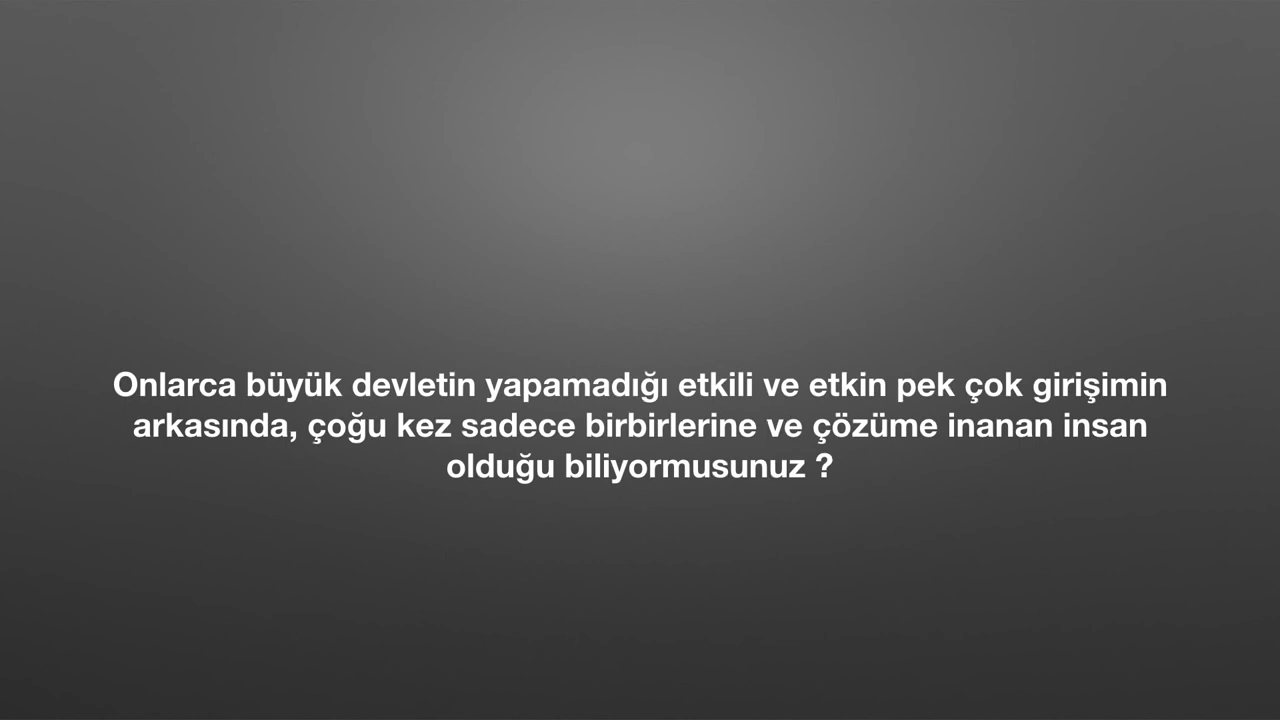 Onlarca büyük devletin yapamadığı etkili ve etkin pek çok girişimin
arkasında, çoğu kez sadece birbirlerine ve çözüme inanan insan
olduğu biliyormusunuz ?